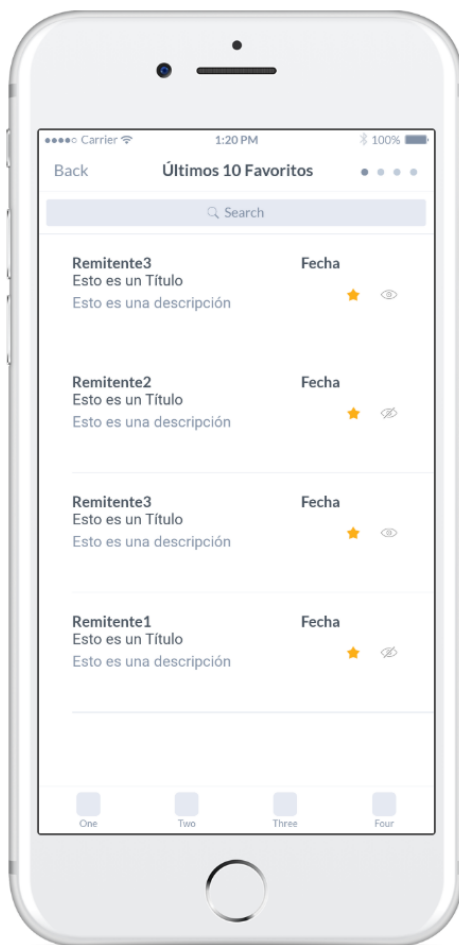 Carrier 1:20 PM 100%
Back Últimos 10 Favoritos
Search
Remitente3 Fecha
Esto es un Título
Esto es una descripción
Remitente2 Fecha
Esto es un Título
Esto es una descripción
Remitente3 Fecha
Esto es un Título
Esto es una descripción
Remitente1 Fecha
Esto es un Título
Esto es una descripción
One Two Three Four